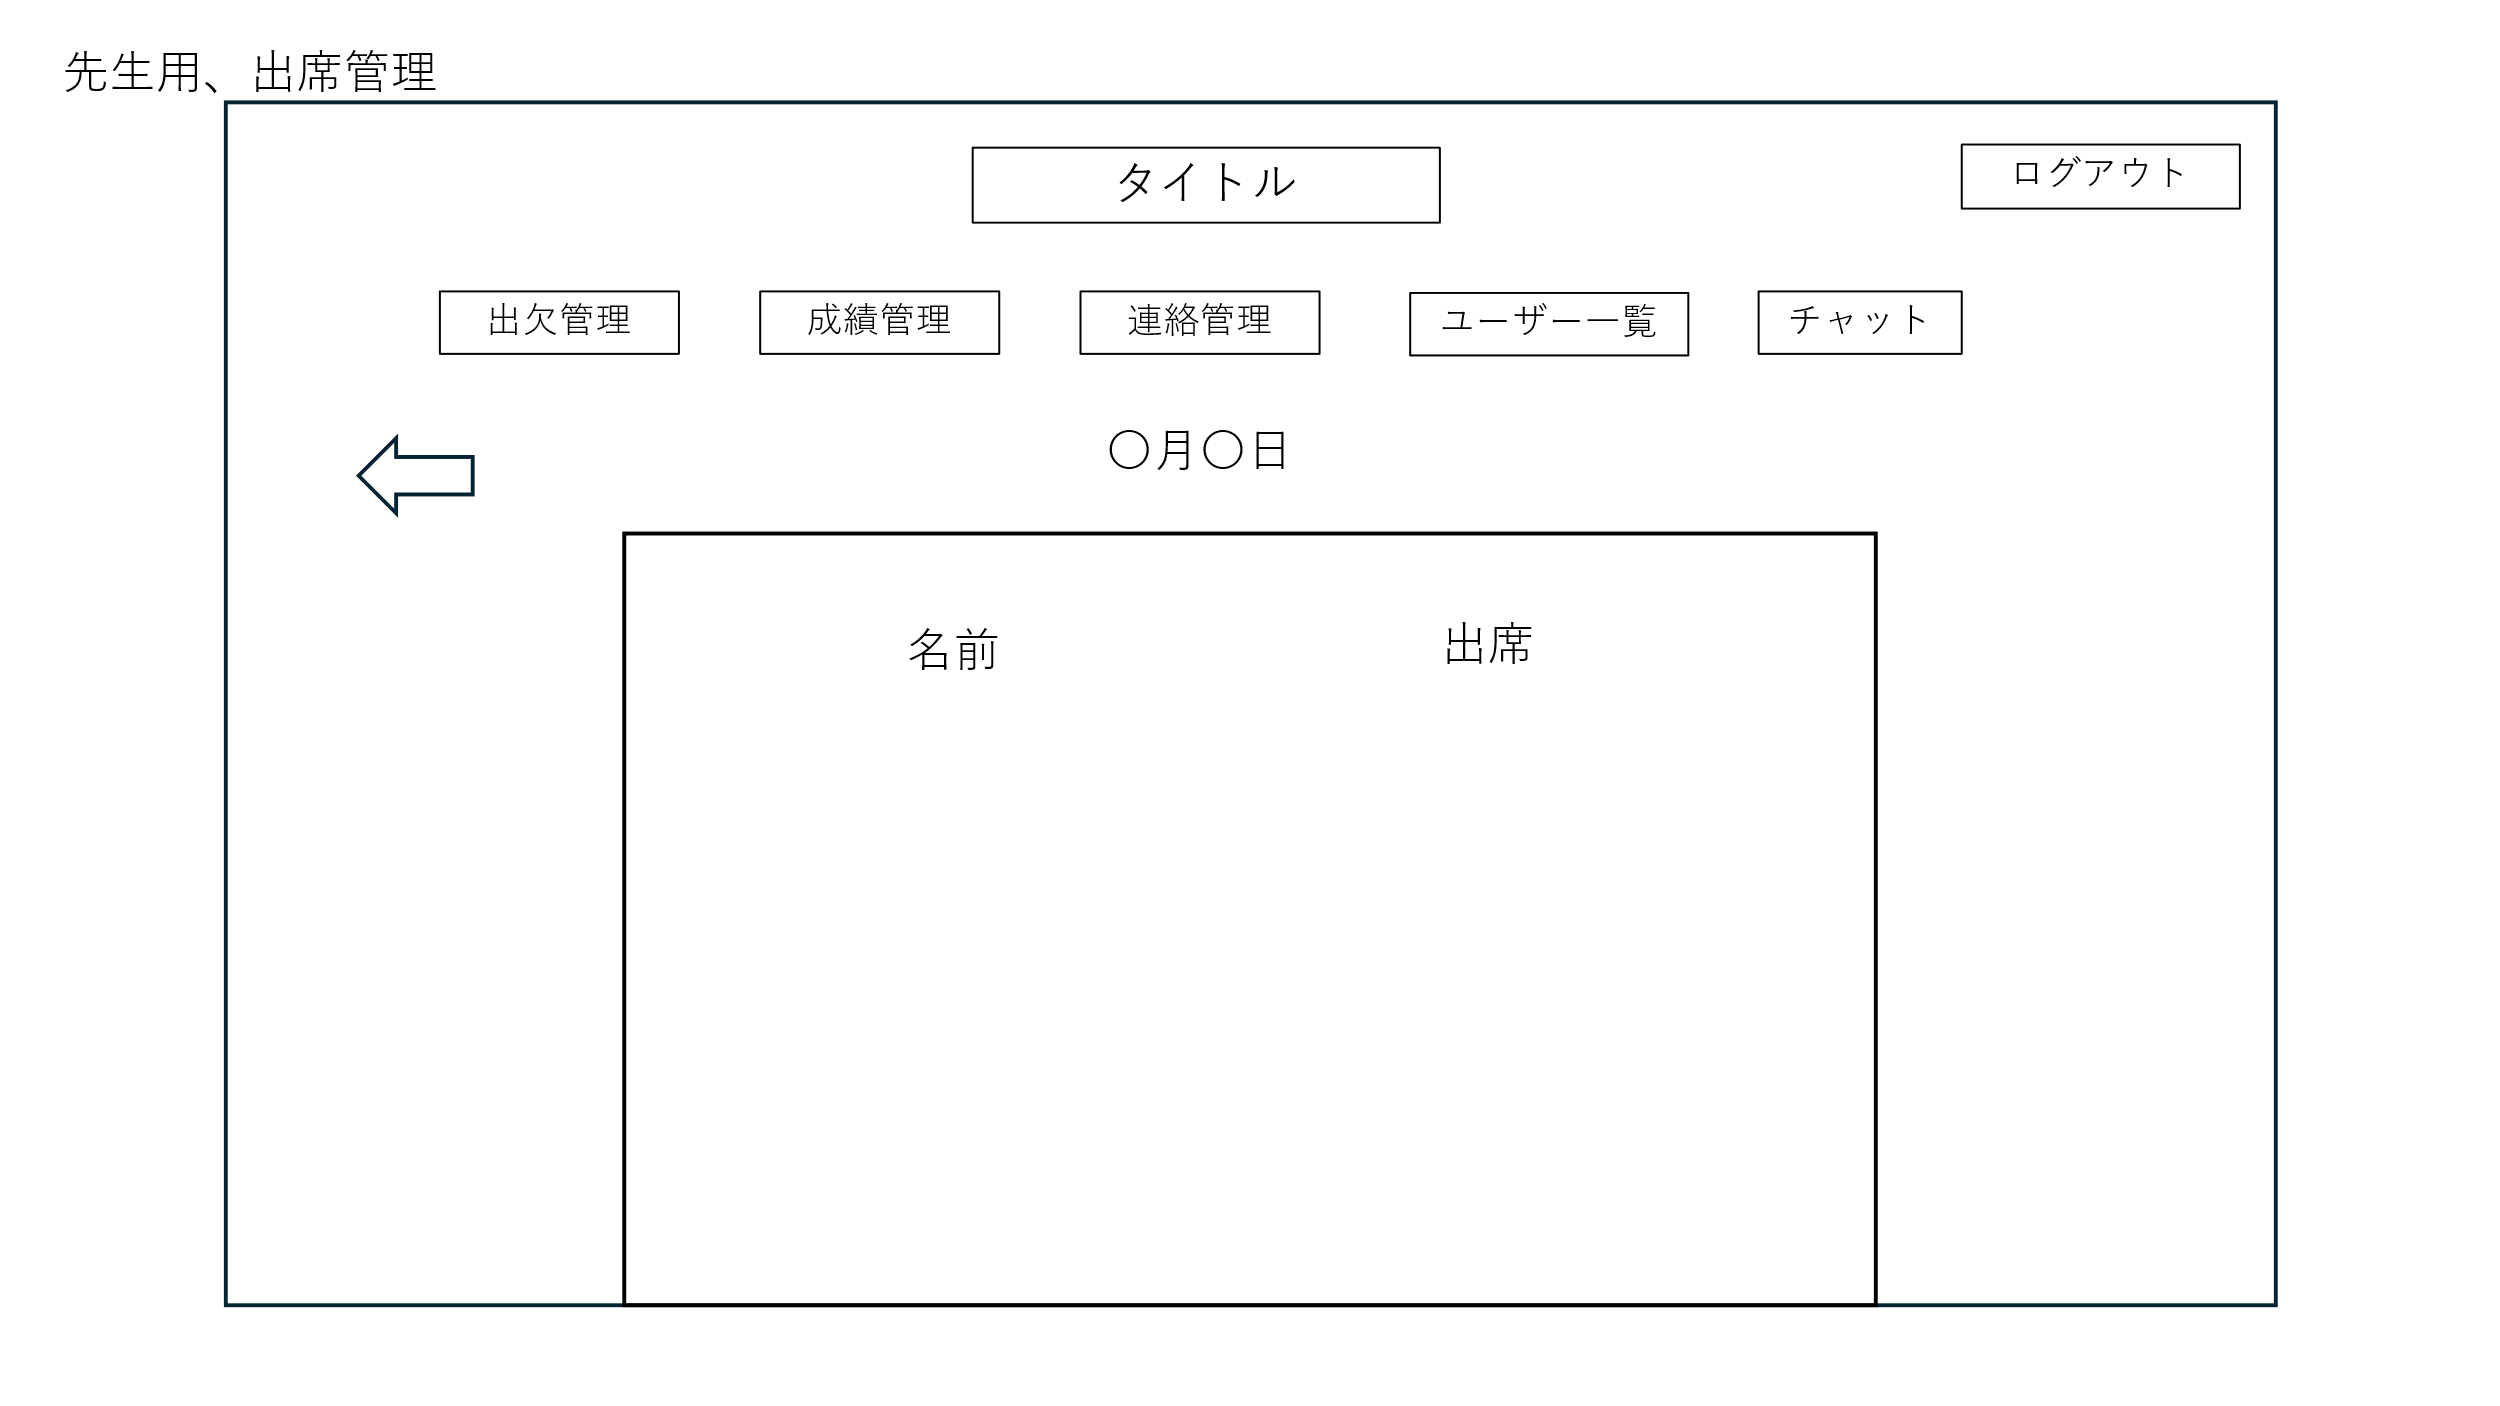 先生用、出席管理
タイトル
ログアウト
出欠管理
成績管理
連絡管理
ユーザー一覧
チャット
〇月〇日
名前
出席